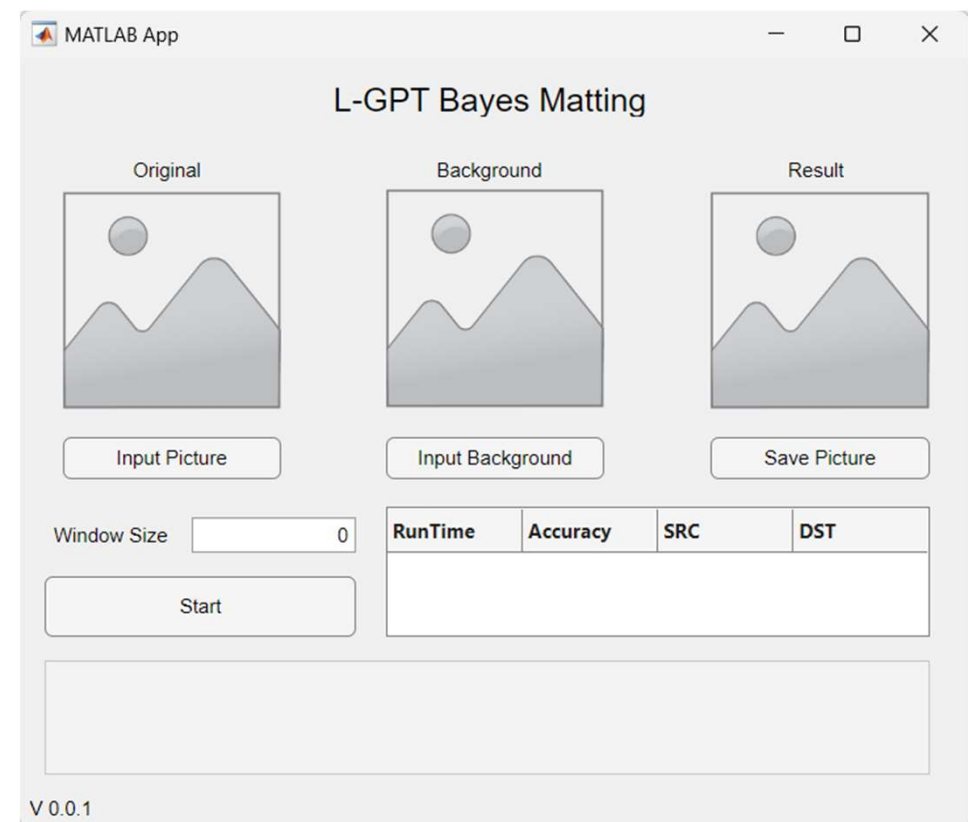 MATLAB App
L-GPT Bayes Matting
Original Background Result
Input Picture Input Background Save Picture
Window Size 0
RunTime Accuracy SRC DST
Start
V 0.0.1